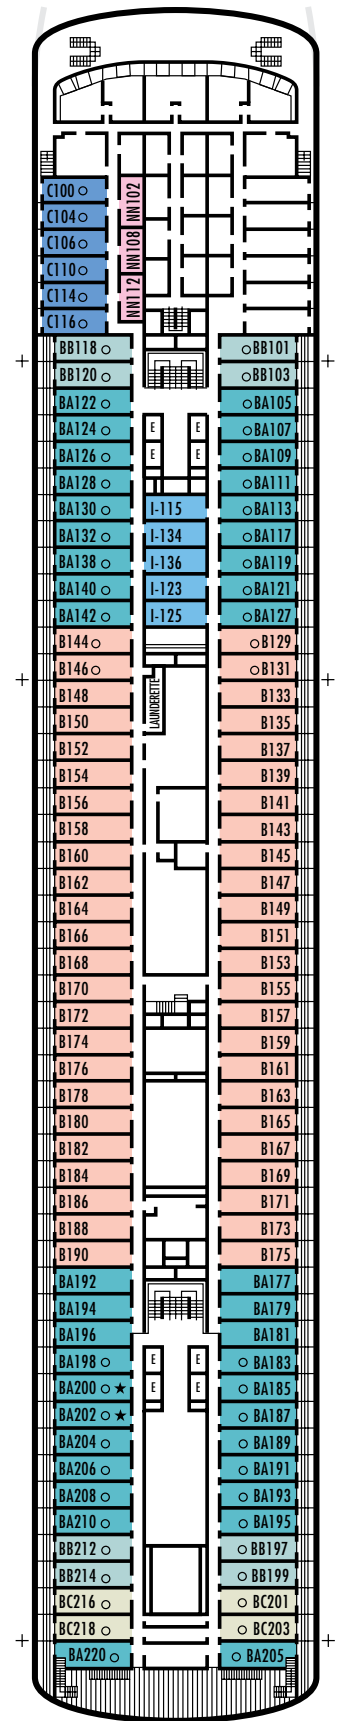 C100
NN102
C104
C106
NN108
C110
C114
NN112
C116
BB118 BB101
BB120 BB103
BA122 BA105
BA124 E E BA107
BA126 E E BA109
BA128 BA111
BA130 I-115 BA113
BA132 I-134 BA117
BA138 I-136 BA119
BA140 I-123 BA121
BA142 I-125 BA127
B144 B129
B146 B131
LAUNDERETTE
B148 B133
B150 B135
B152 B137
B154 B139
B156 B141
B158 B143
B160 B145
B162 B147
B164 B149
B166 B151
B168 B153
B170 B155
B172 B157
B174 B159
B176 B161
B178 B163
B180 B165
B182 B167
B184 B169
B186 B171
B188 B173
B190 B175
BA192 BA177
BA194 BA179
BA196 BA181
BA198 E E BA183
BA200 ★ E E BA185
BA202 ★ BA187
BA204 BA189
BA206 BA191
BA208 BA193
BA210 BA195
BB212 BB197
BB214 BB199
BC216 BC201
BC218 BC203
BA220 BA205